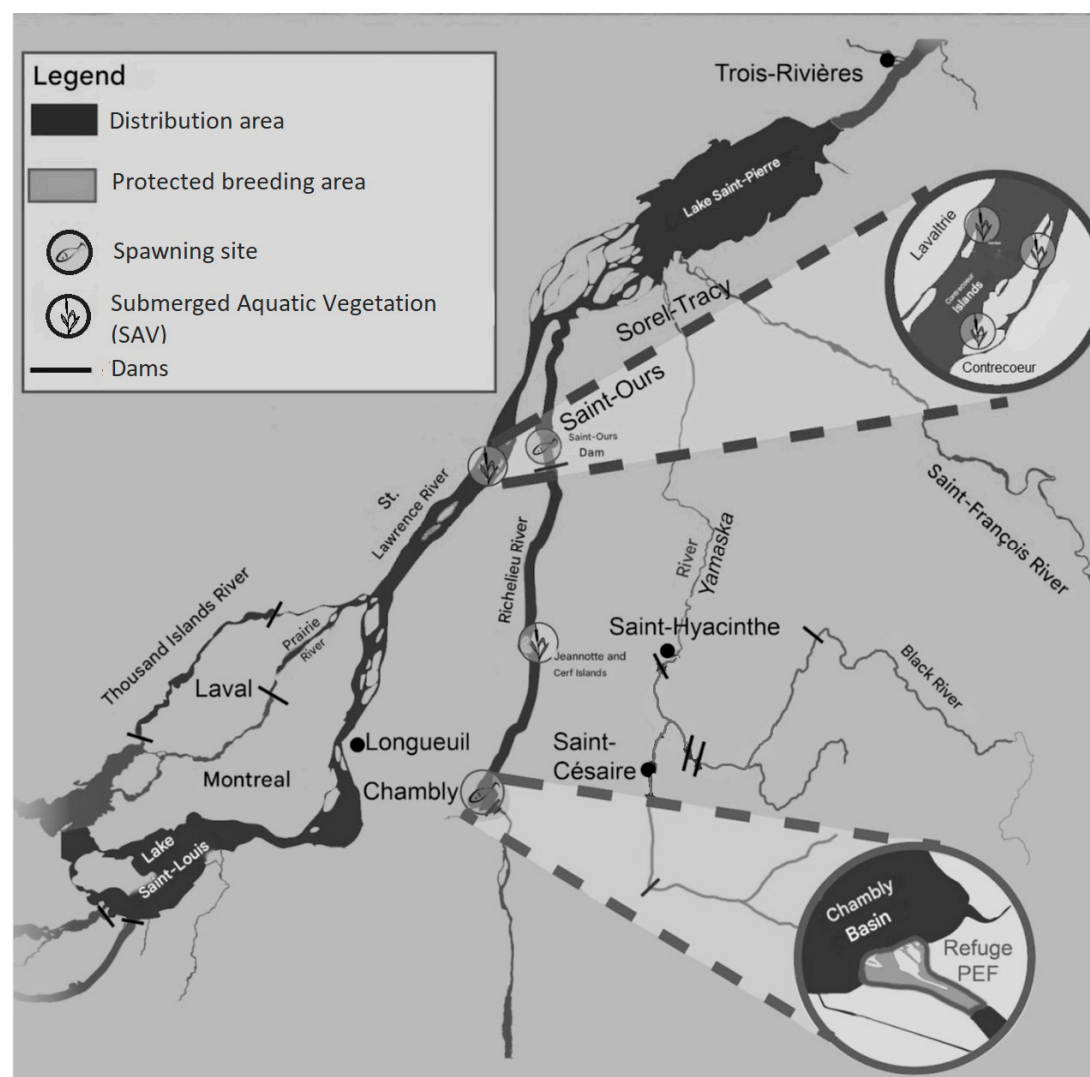 Legend
Distribution area
Protected breeding area
Spawning site
Submerged Aquatic Vegetation
(SAV)
Dams
Trois-Rivières
Lake Saint-Pierre
Lavaltrie
Contrecoeur
Islands
Contrecoeur
Sorel-Tracy
Saint-Ours
Saint-Ours
Dam
St.
Lawrence River
Richelieu River
River
Yamaska
Saint-François River
Thousand Islands River
Prairie
River
Laval
Saint-Hyacinthe
Jeannotte and
Cerf Islands
Black River
Longueuil
Saint-
Césaire
Montreal
Chambly
Lake
Saint-Louis
Chambly
Basin
Refuge
PEF